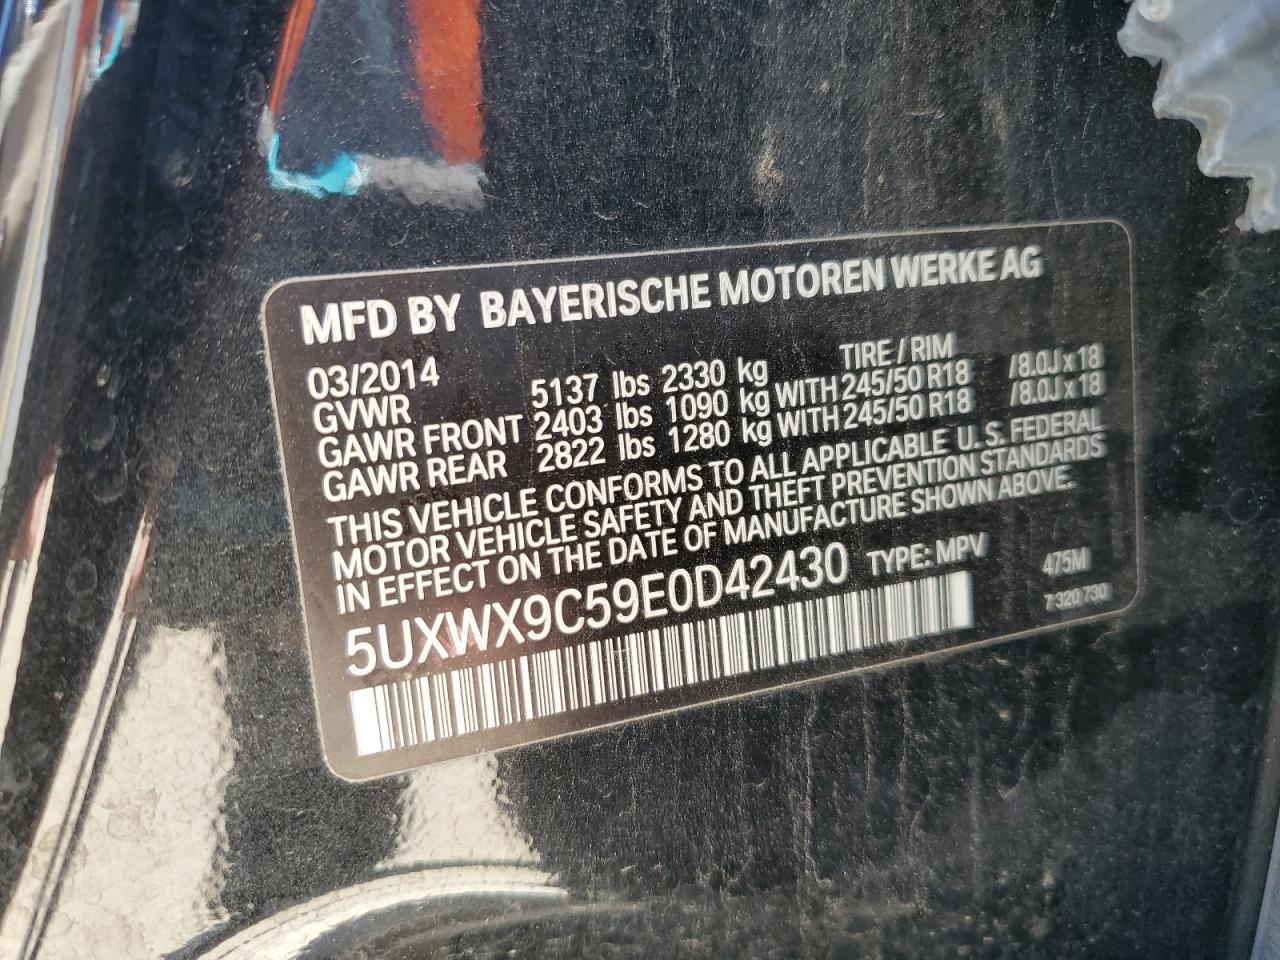 MFD BY BAYERISCHE MOTOREN WERKE AG
03/2014 TIRE / RIM
GVWR 5137 lbs 2330 kg
GAWR FRONT 2403 lbs 1090 kg WITH 245/50 R18 /8.0J x 18
GAWR REAR 2822 lbs 1280 kg WITH 245/50 R18 /8.0J x 18
THIS VEHICLE CONFORMS TO ALL APPLICABLE U.S. FEDERAL
MOTOR VEHICLE SAFETY AND THEFT PREVENTION STANDARDS
IN EFFECT ON THE DATE OF MANUFACTURE SHOWN ABOVE.
5UXWX9C59E0D42430 TYPE: MPV 475M
7 320 730